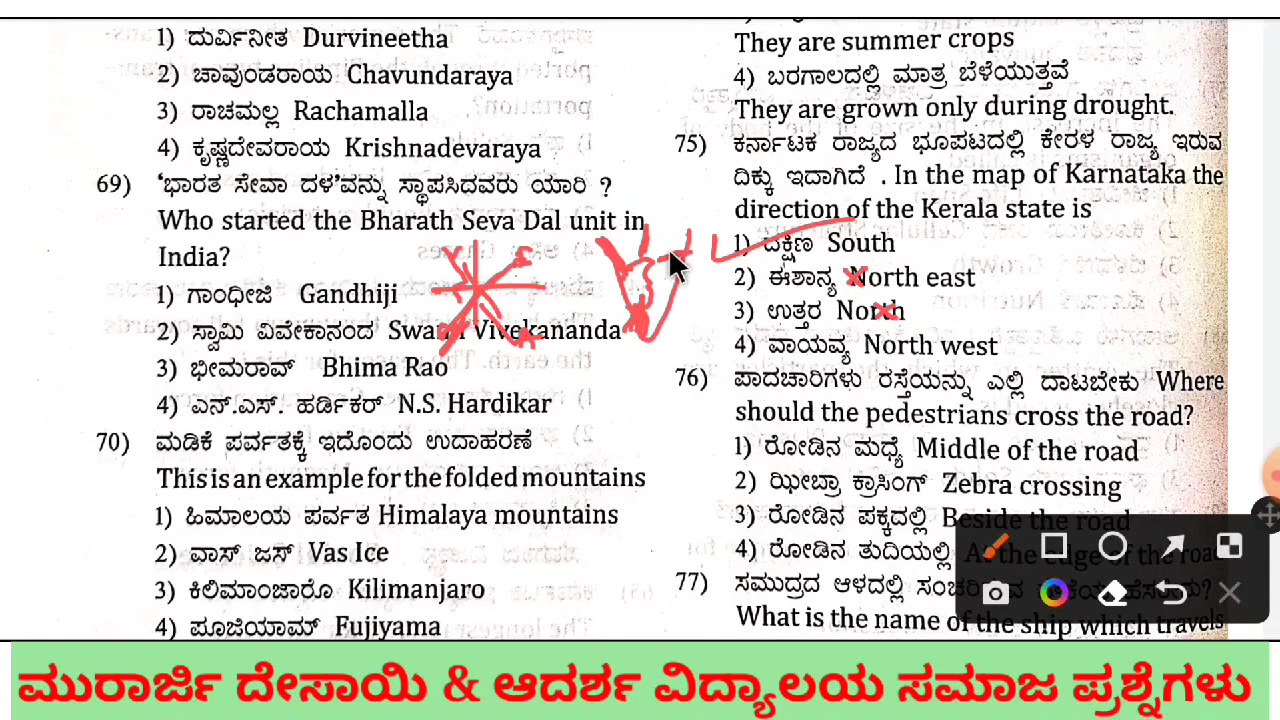 1) ದುರ್ವಿನೀತ Durvineetha
2) ಚಾವುಂಡರಾಯ Chavundaraya
3) ರಾಚಮಲ್ಲ Rachamalla
4) ಕೃಷ್ಣದೇವರಾಯ Krishnadevaraya
69) ‘ಭಾರತ ಸೇವಾ ದಳ’ವನ್ನು ಸ್ಥಾಪಸಿದವರು ಯಾರಿ ?
Who started the Bharath Seva Dal unit in
India?
1) ಗಾಂಧೀಜಿ Gandhiji
2) ಸ್ವಾಮಿ ವಿವೇಕಾನಂದ Swami Vivekananda
3) ಭೀಮರಾವ್ Bhima Rao
4) ಎನ್.ಎಸ್. ಹರ್ಡಿಕರ್ N.S. Hardikar
70) ಮಡಿಕೆ ಪರ್ವತಕ್ಕೆ ಇದೊಂದು ಉದಾಹರಣೆ
This is an example for the folded mountains
1) ಹಿಮಾಲಯ ಪರ್ವತ Himalaya mountains
2) ವಾಸ್ ಜಸ್ Vas Ice
3) ಕಿಲಿಮಾಂಜಾರೊ Kilimanjaro
4) ಪೂಜಿಯಾಮ್ Fujiyama
They are summer crops
4) ಬರಗಾಲದಲ್ಲಿ ಮಾತ್ರ ಬೆಳೆಯುತ್ತವೆ
They are grown only during drought.
75) ಕರ್ನಾಟಕ ರಾಜ್ಯದ ಭೂಪಟದಲ್ಲಿ ಕೇರಳ ರಾಜ್ಯ ಇರುವ
ದಿಕ್ಕು ಇದಾಗಿದೆ . In the map of Karnataka the
direction of the Kerala state is
1) ದಕ್ಷಿಣ South
2) ಈಶಾನ್ಯ North east
3) ಉತ್ತರ North
4) ವಾಯವ್ಯ North west
76) ಪಾದಚಾರಿಗಳು ರಸ್ತೆಯನ್ನು ಎಲ್ಲಿ ದಾಟಬೇಕು Where
should the pedestrians cross the road?
1) ರೋಡಿನ ಮಧ್ಯೆ Middle of the road
2) ಝೀಬ್ರಾ ಕ್ರಾಸಿಂಗ್ Zebra crossing
3) ರೋಡಿನ ಪಕ್ಕದಲ್ಲಿ Beside the road
4) ರೋಡಿನ ತುದಿಯಲ್ಲಿ At the edge of the road
77) ಸಮುದ್ರದ ಆಳದಲ್ಲಿ
What is the name of the ship which travels
ಮುರಾರ್ಜಿ ದೇಸಾಯಿ & ಆದರ್ಶ ವಿದ್ಯಾಲಯ ಸಮಾಜ ಪ್ರಶ್ನೆಗಳು